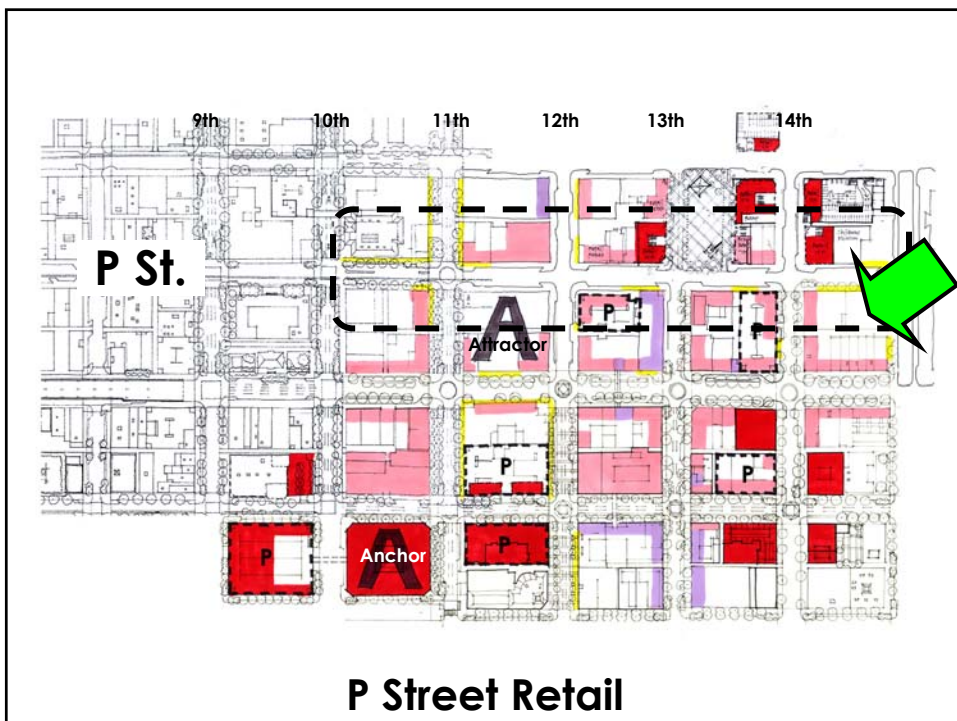 9th 10th 11th 12th 13th 14th
P St.
P P
A
Attractor
P P
P A P
Anchor
P Street Retail